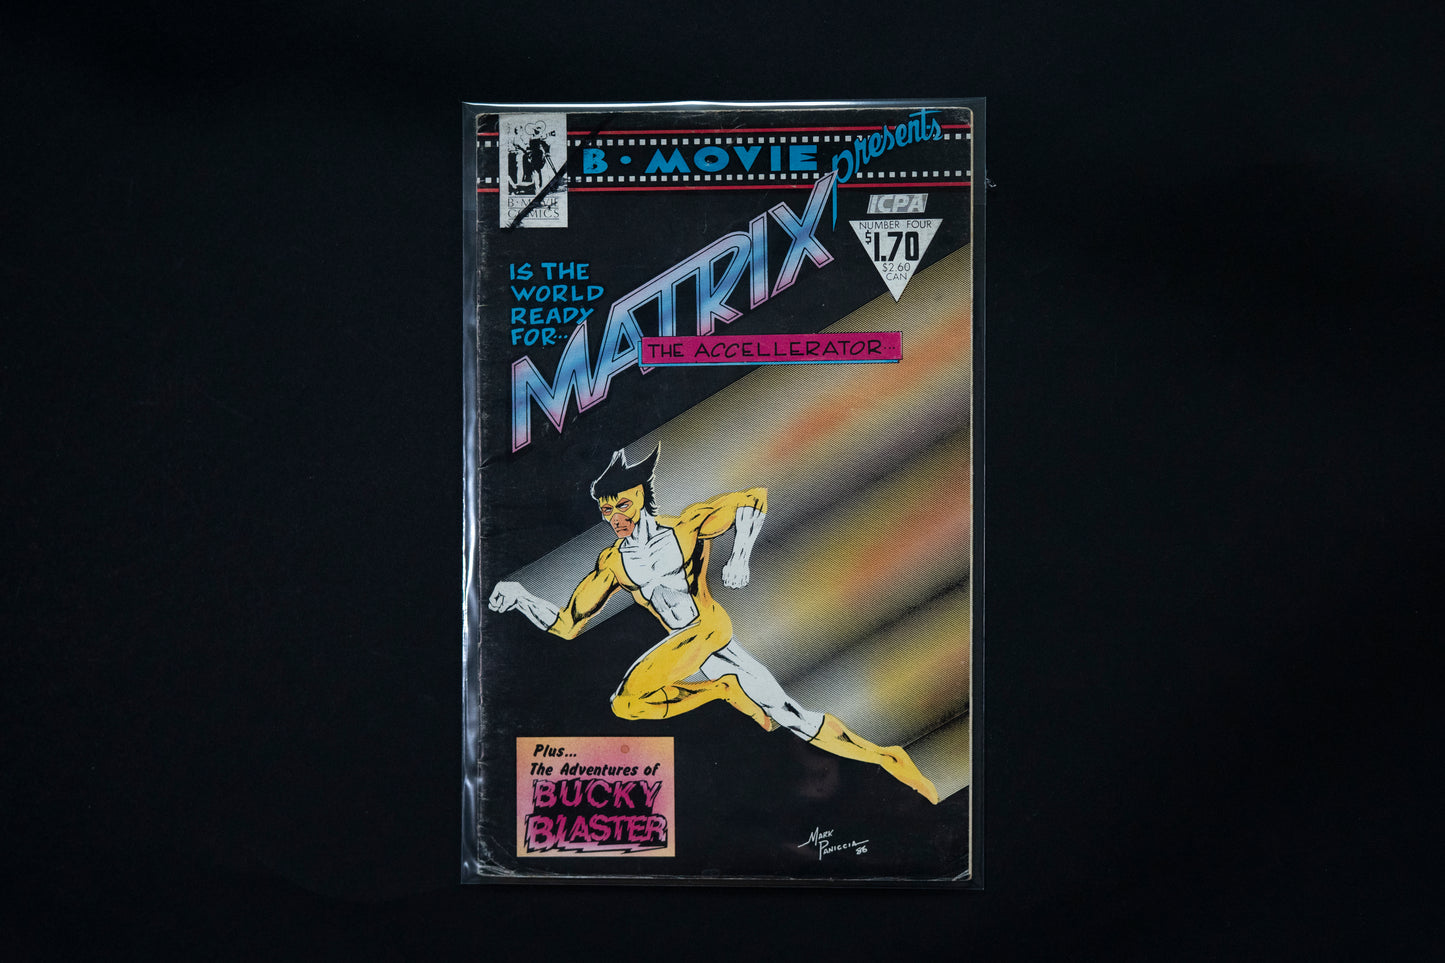 B • MOVIE presents
B • MOVIE
COMICS
ICPA
NUMBER FOUR
$1.70
$2.60
CAN
IS THE
WORLD
READY
FOR...
MATRIX
THE ACCELLERATOR...
Plus...
The Adventures of
BUCKY
BLASTER
MARK
PANICCIA
86